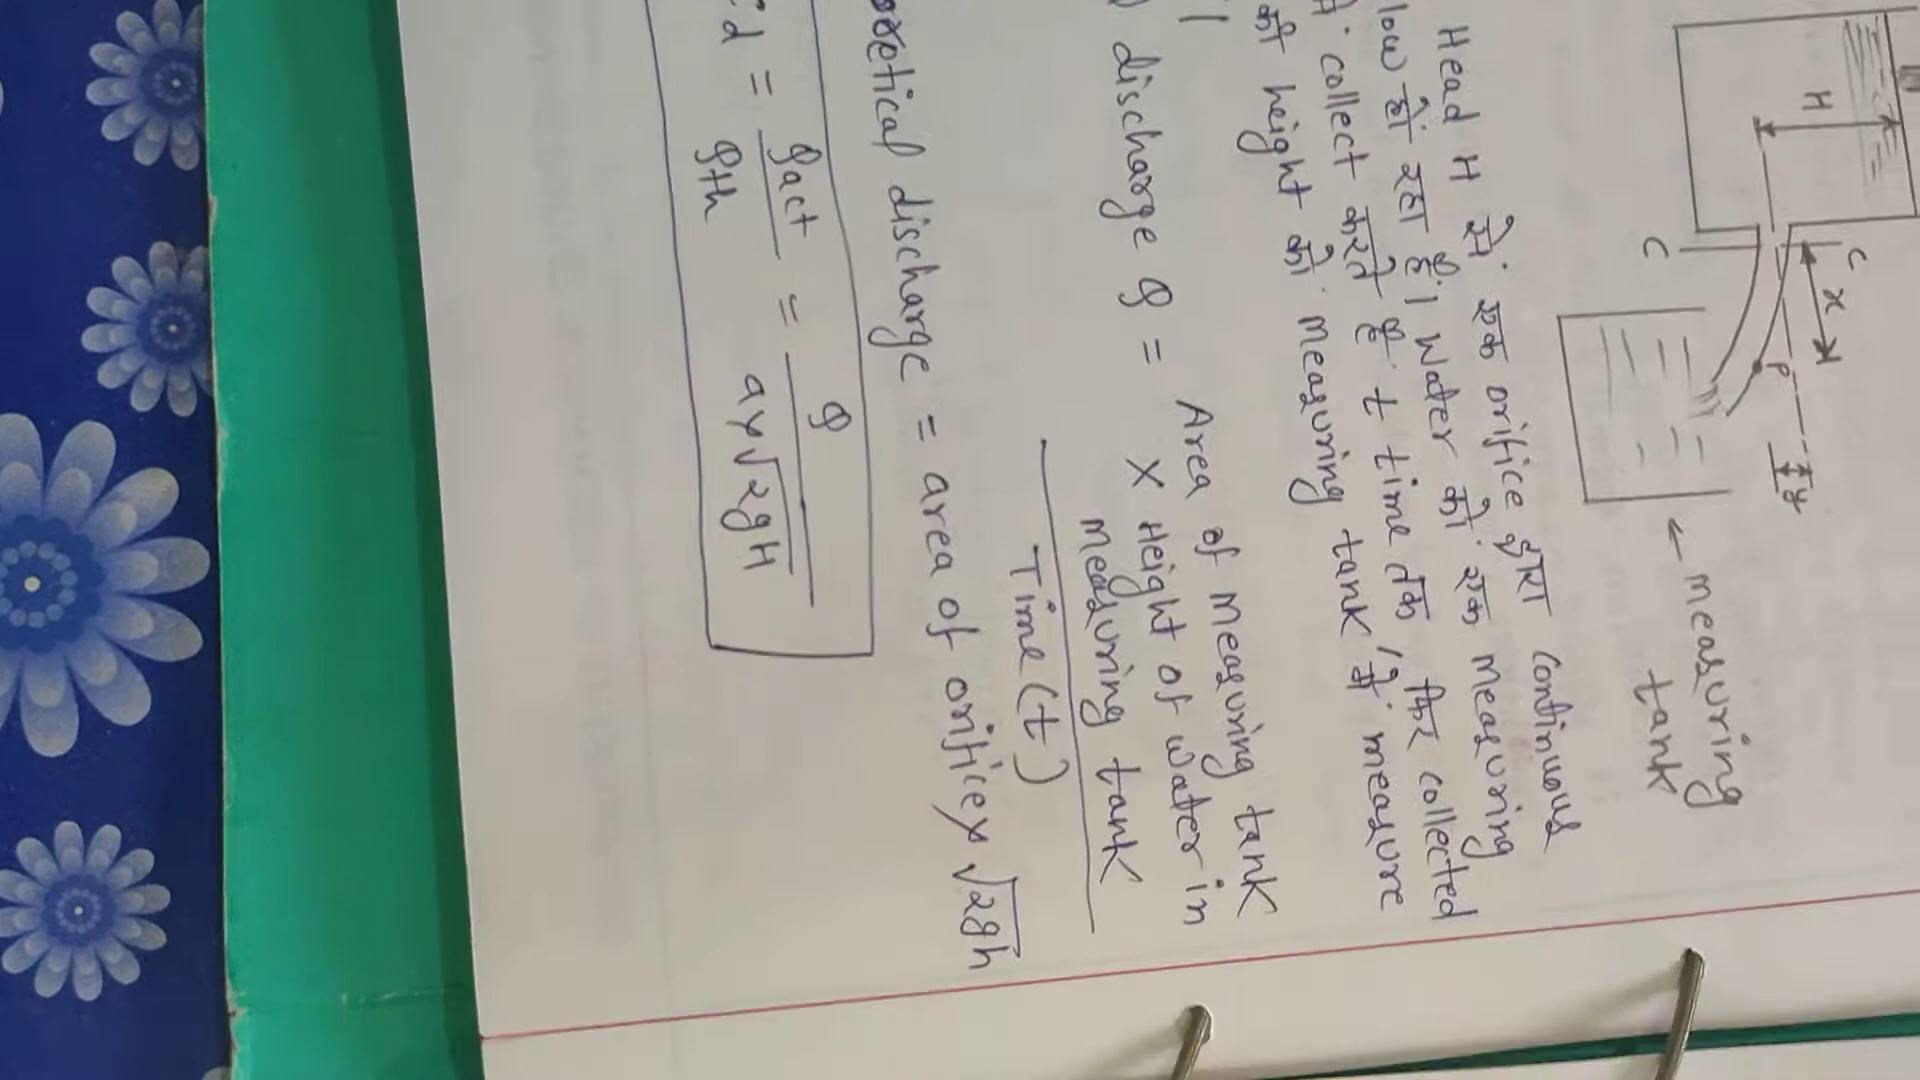 H
C
C
x
P
y
← measuring
tank
Head H से एक orifice द्वारा continuous
low हो रहा है। water को एक measuring
collect करते है t time तक, फिर collected
की height को measuring tank में measure
discharge Q = Area of measuring tank
× Height of water in
measuring tank
Time (t)
oretical discharge = area of orifice × √2gh
d = Qact / Qth = Q / a×√2gH